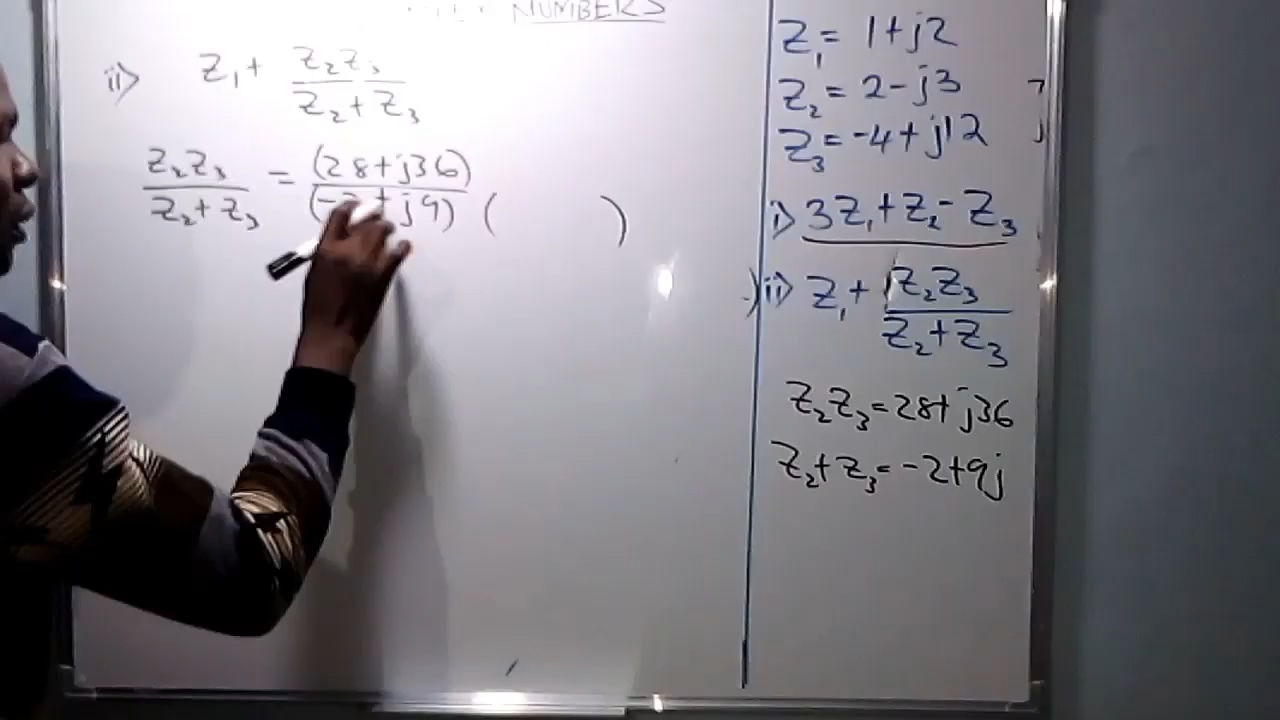 NUMBERS
ii) Z₁ + Z₂Z₃ / Z₂ + Z₃
Z₂Z₃ / Z₂ + Z₃ = (28 + j36) / (-2 + j9) ( )
Z₁ = 1 + j2
Z₂ = 2 - j3
Z₃ = -4 + j12
i) 3Z₁ + Z₂ - Z₃
ii) Z₁ + Z₂Z₃ / Z₂ + Z₃
Z₂Z₃ = 28 + j36
Z₂ + Z₃ = -2 + 9j